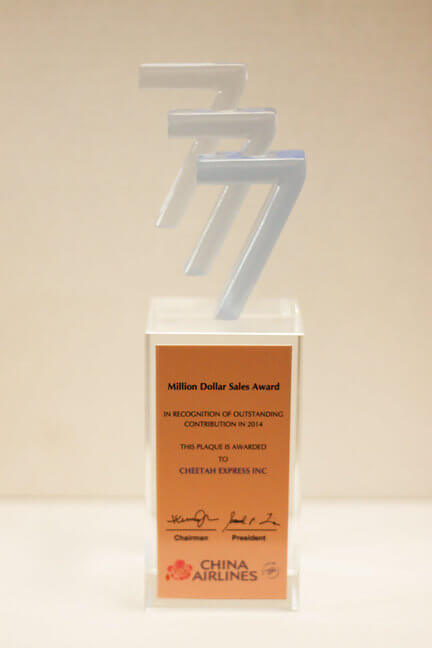 777
Million Dollar Sales Award
IN RECOGNITION OF OUTSTANDING
CONTRIBUTION IN 2014
THIS PLAQUE IS AWARDED
TO
CHEETAH EXPRESS INC
Chairman President
CHINA
AIRLINES